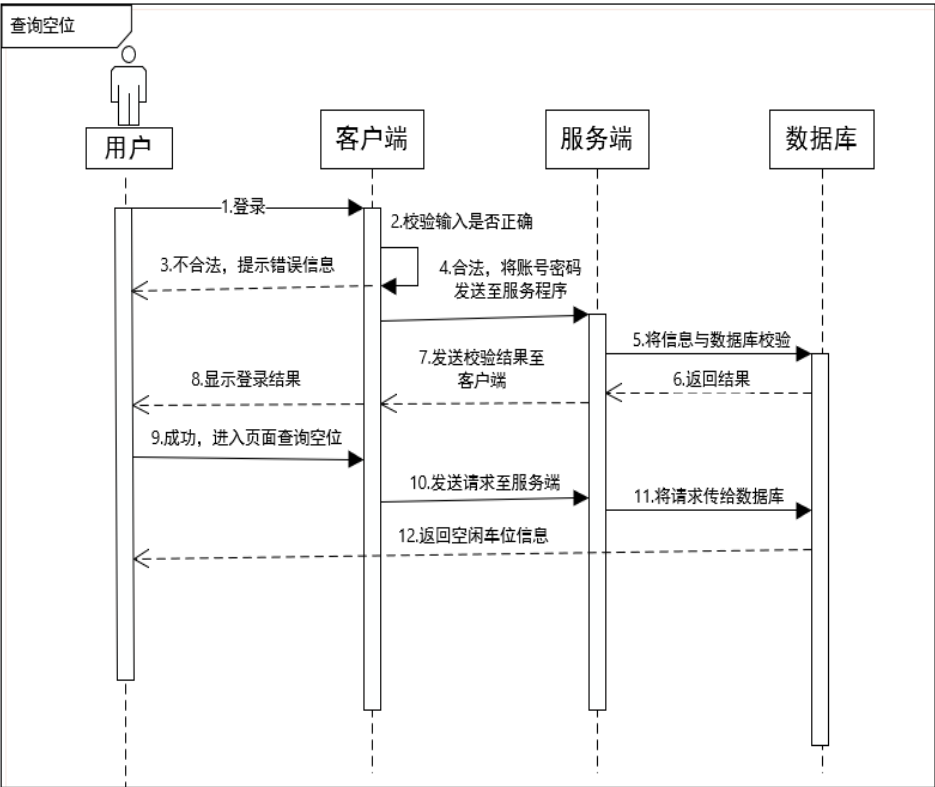 查询空位
用户
客户端
服务端
数据库
1.登录
2.校验输入是否正确
3.不合法，提示错误信息
4.合法，将账号密码
发送至服务程序
5.将信息与数据库校验
6.返回结果
7.发送校验结果至
客户端
8.显示登录结果
9.成功，进入页面查询空位
10.发送请求至服务端
11.将请求传给数据库
12.返回空闲车位信息